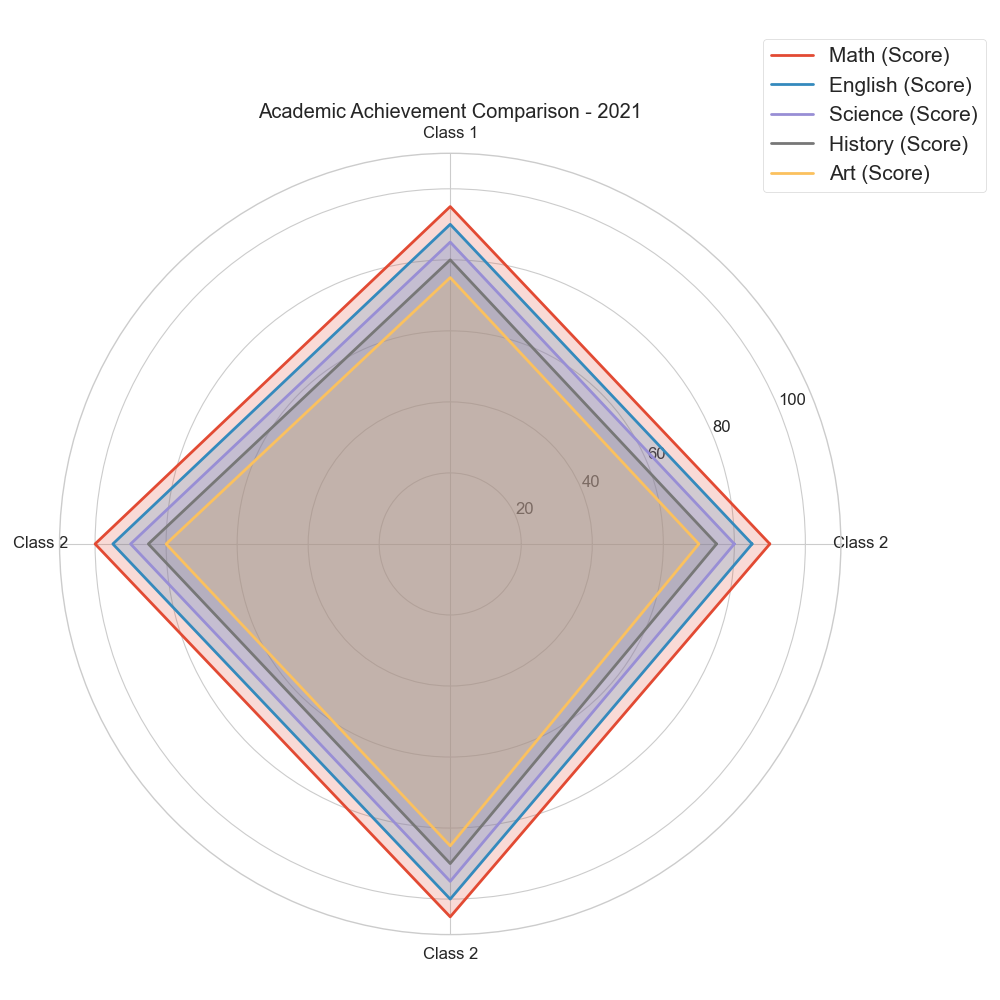 Math (Score)
English (Score)
Science (Score)
History (Score)
Art (Score)
Academic Achievement Comparison - 2021
Class 1
100
80
60
40
20
Class 2
Class 2
Class 2